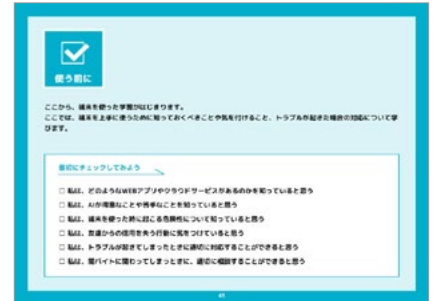 使う前に
ここから、端末を使った学習がはじまります。
ここでは、端末を上手に使うために知っておくべきことや気を付けること、トラブルが起きた場合の対応について学
びます。
最初にチェックしてみよう
□ 私は、どのようなWEBアプリやクラウドサービスがあるのかを知っていると思う
□ 私は、AIが得意なことや苦手なことを知っていると思う
□ 私は、端末を使った時に起こる危険性について知っていると思う
□ 私は、友達からの信用を失う行動に気をつけていると思う
□ 私は、トラブルが起きてしまったときに適切に対応することができると思う
□ 私は、闇バイトに関わってしまったときに、適切に相談することができると思う